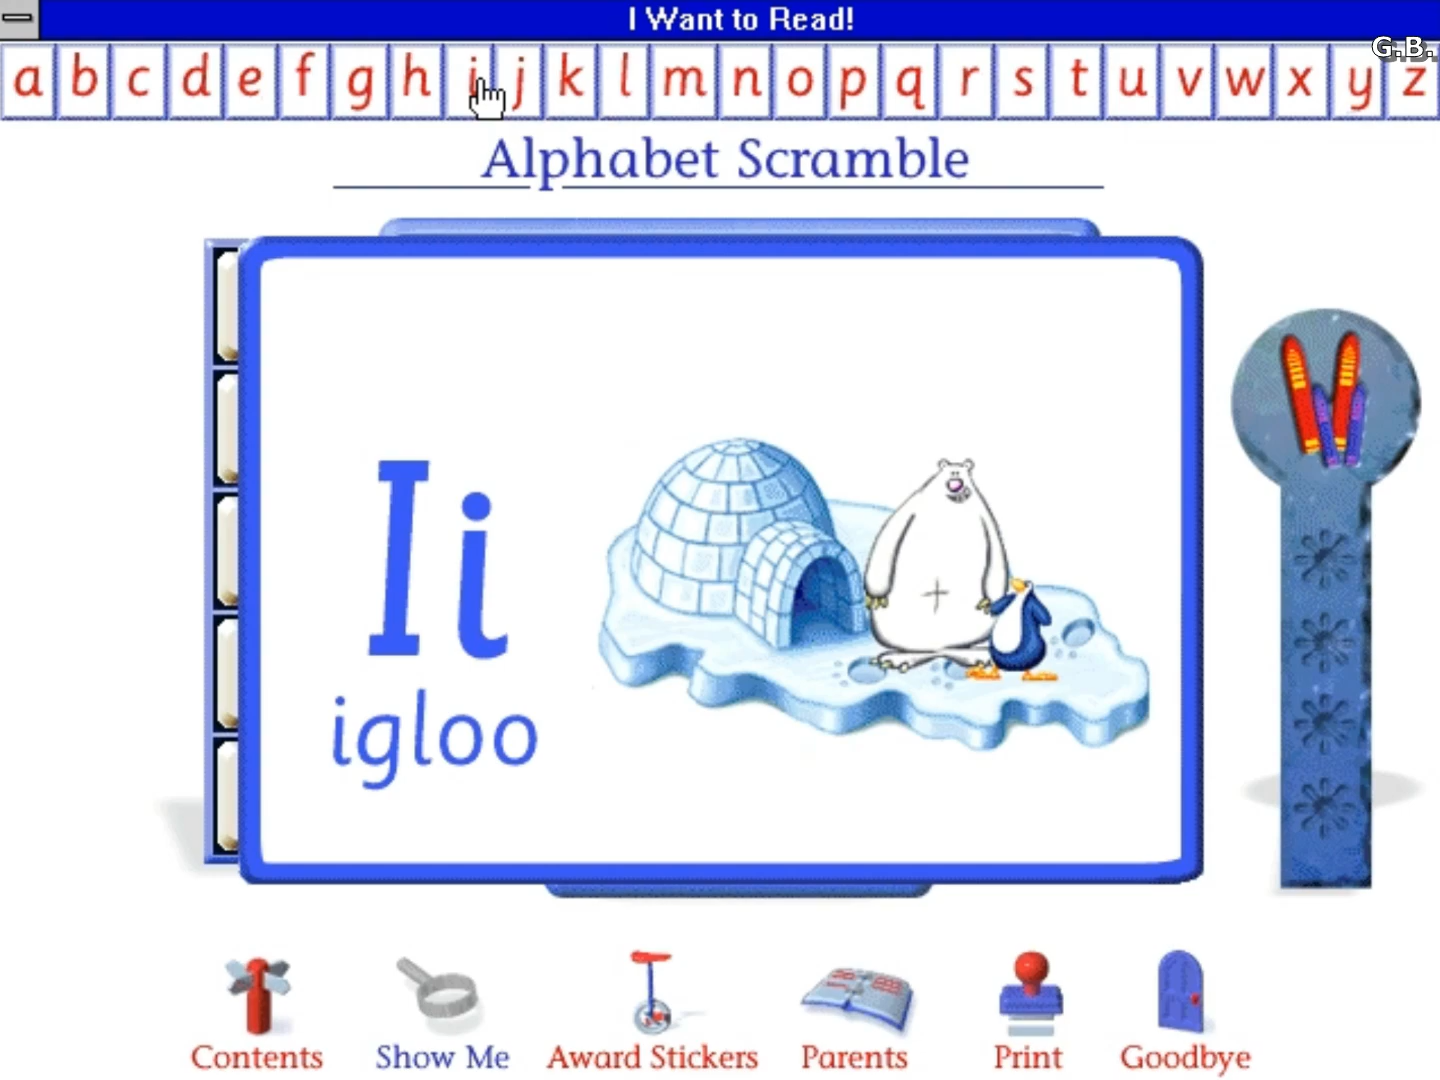 I Want to Read!
G.B.
a b c d e f g h i j k l m n o p q r s t u v w x y z
Alphabet Scramble
Ii
igloo
Contents Show Me Award Stickers Parents Print Goodbye